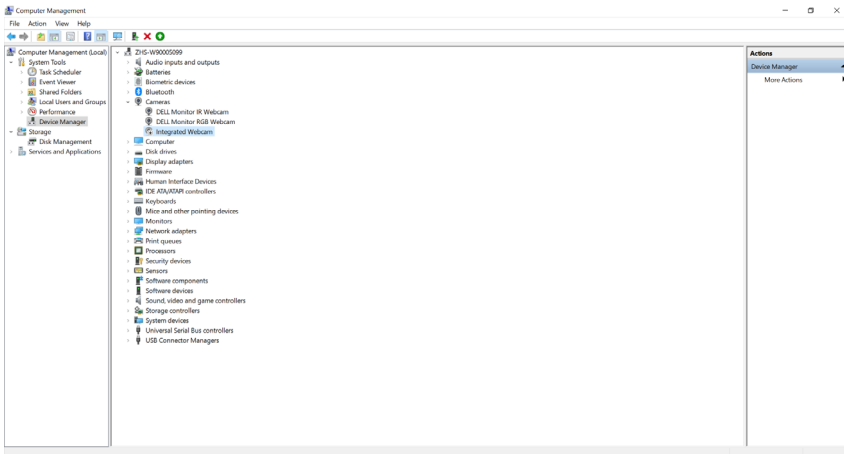 Computer Management
File Action View Help
Computer Management (Local)
System Tools
Task Scheduler
Event Viewer
Shared Folders
Local Users and Groups
Performance
Device Manager
Storage
Disk Management
Services and Applications
ZHS-W90005099
Audio inputs and outputs
Batteries
Biometric devices
Bluetooth
Cameras
DELL Monitor IR Webcam
DELL Monitor RGB Webcam
Integrated Webcam
Computer
Disk drives
Display adapters
Firmware
Human Interface Devices
IDE ATA/ATAPI controllers
Keyboards
Mice and other pointing devices
Monitors
Network adapters
Print queues
Processors
Security devices
Sensors
Software components
Software devices
Sound, video and game controllers
Storage controllers
System devices
Universal Serial Bus controllers
USB Connector Managers
Actions
Device Manager
More Actions